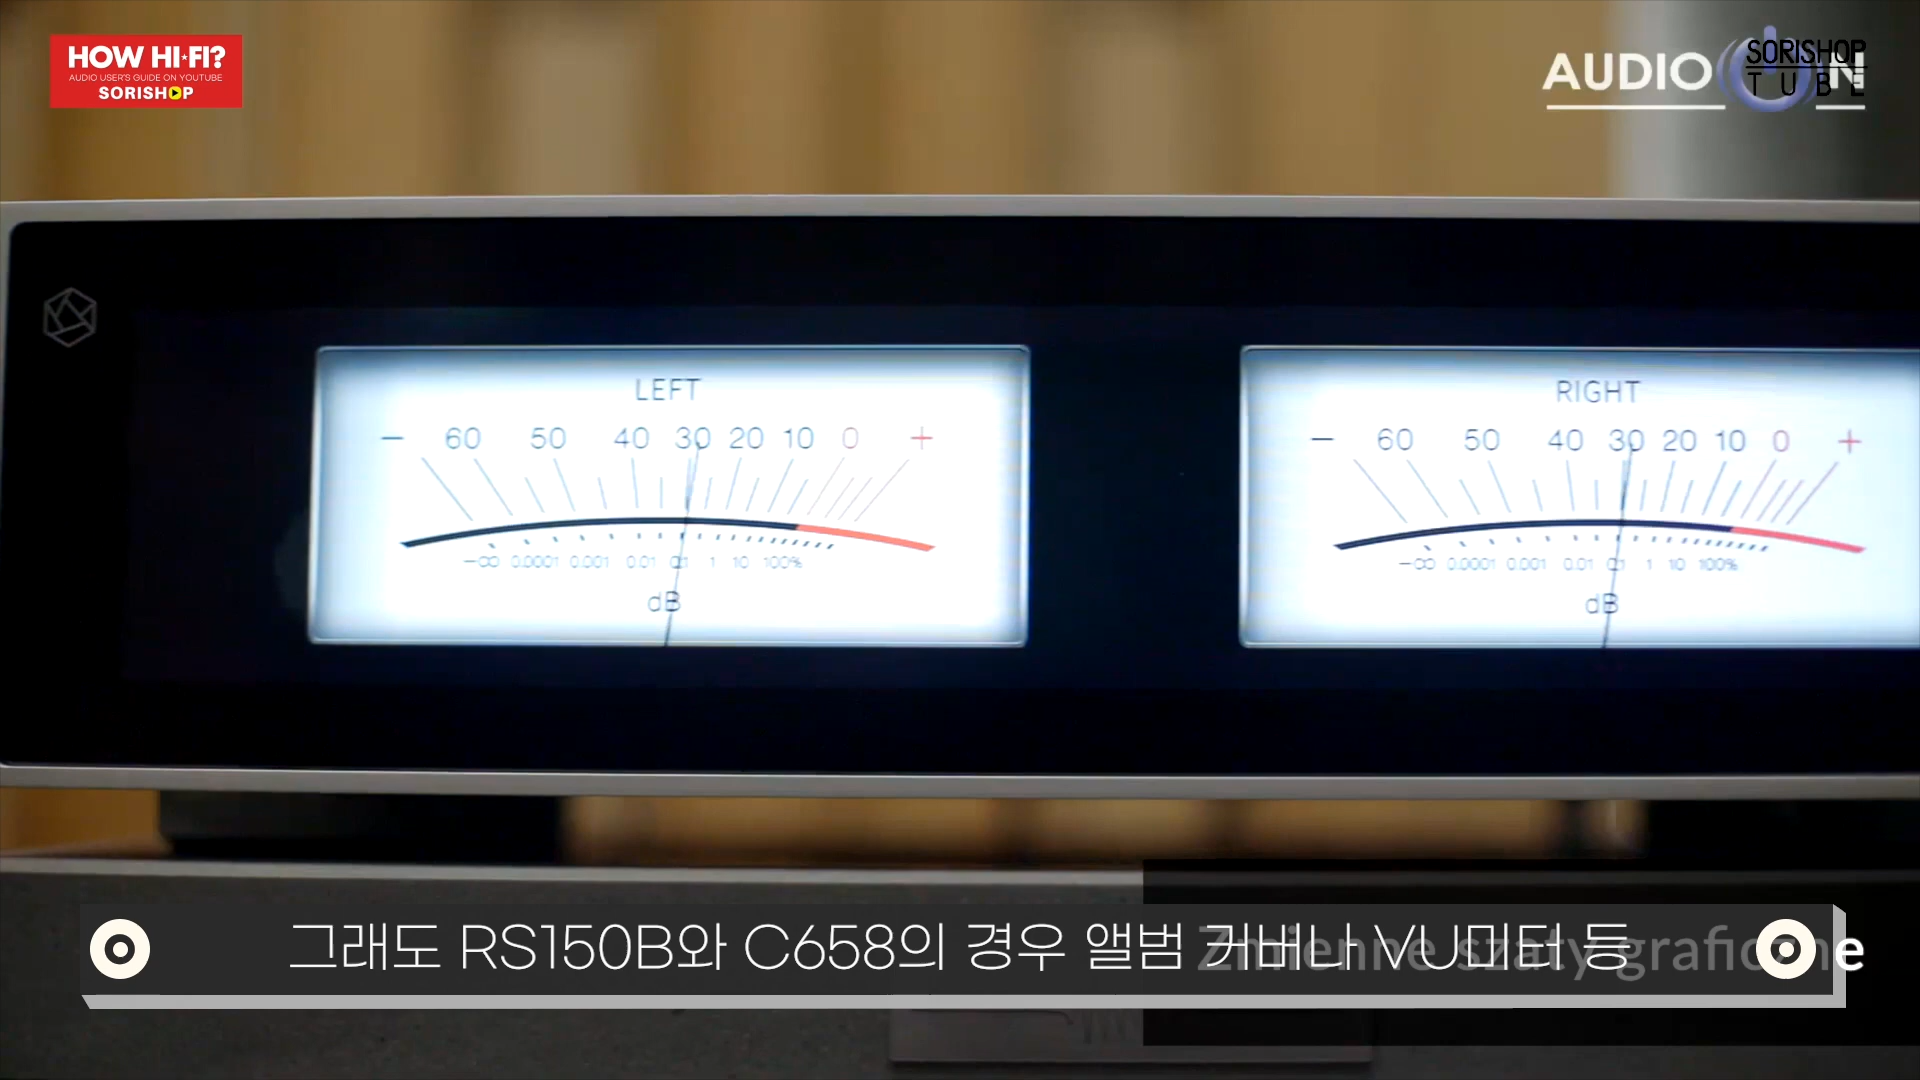 HOW HI★FI?
AUDIO USER'S GUIDE ON YOUTUBE
SORISHOP
AUDIO N
SORISHOP
TUBE
LEFT
− 60 50 40 30 20 10 0 +
−∞ 0.0001 0.001 0.01 0.1 1 10 100%
dB
RIGHT
− 60 50 40 30 20 10 0 +
−∞ 0.0001 0.001 0.01 0.1 1 10 100%
dB
그래도 RS150B와 C658의 경우 앨범 커버나 VU미터 등
Zmienne szaty graficzne